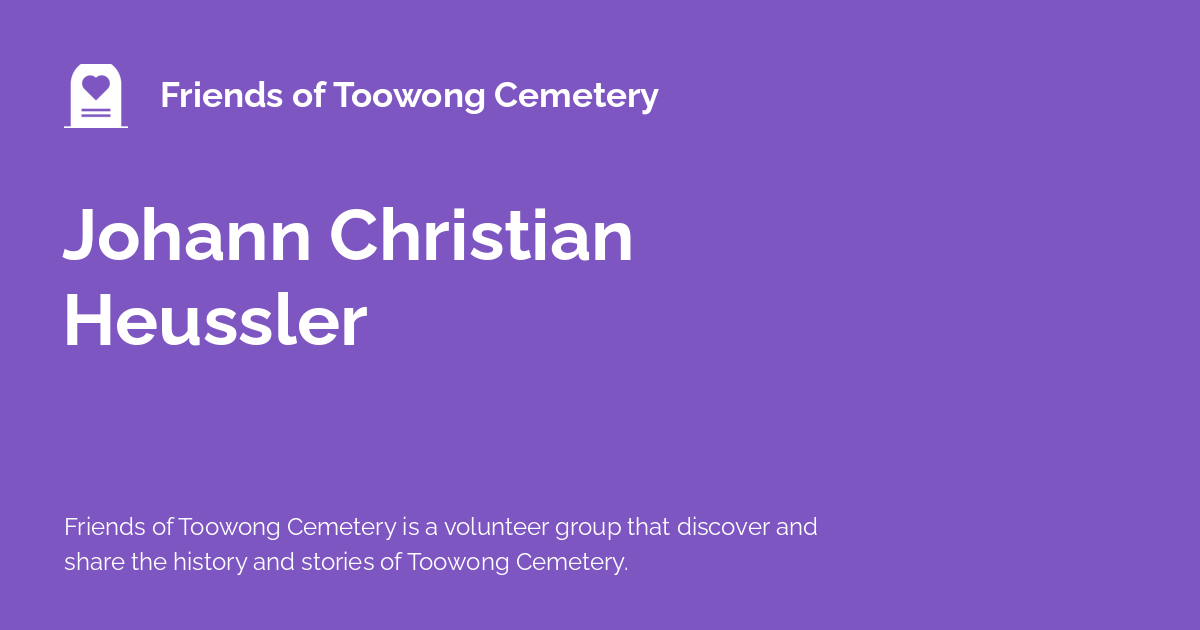 Friends of Toowong Cemetery
Johann Christian
Heussler
Friends of Toowong Cemetery is a volunteer group that discover and
share the history and stories of Toowong Cemetery.